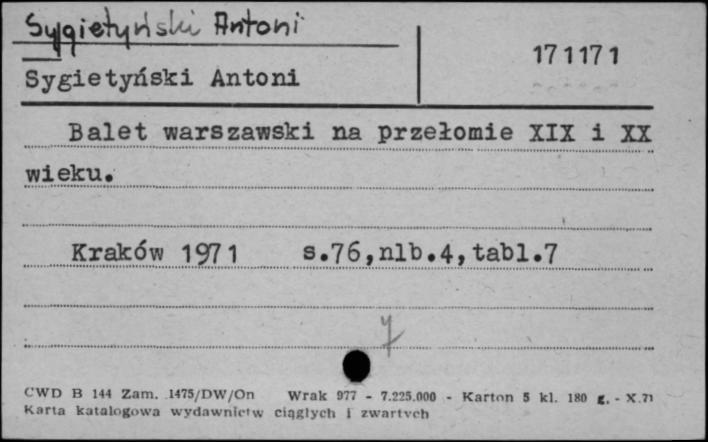 Sygietyński Antoni
171171
Sygietyński Antoni
Balet warszawski na przełomie XIX i XX
wieku.
Kraków 1971 s.76,nlb.4,tabl.7
CWD B 144 Zam. 1475/DW/On Wrak 977 - 7.225.000 - Karton 5 kl. 180 g. - X.71
Karta katalogowa wydawnictw ciągłych i zwartych